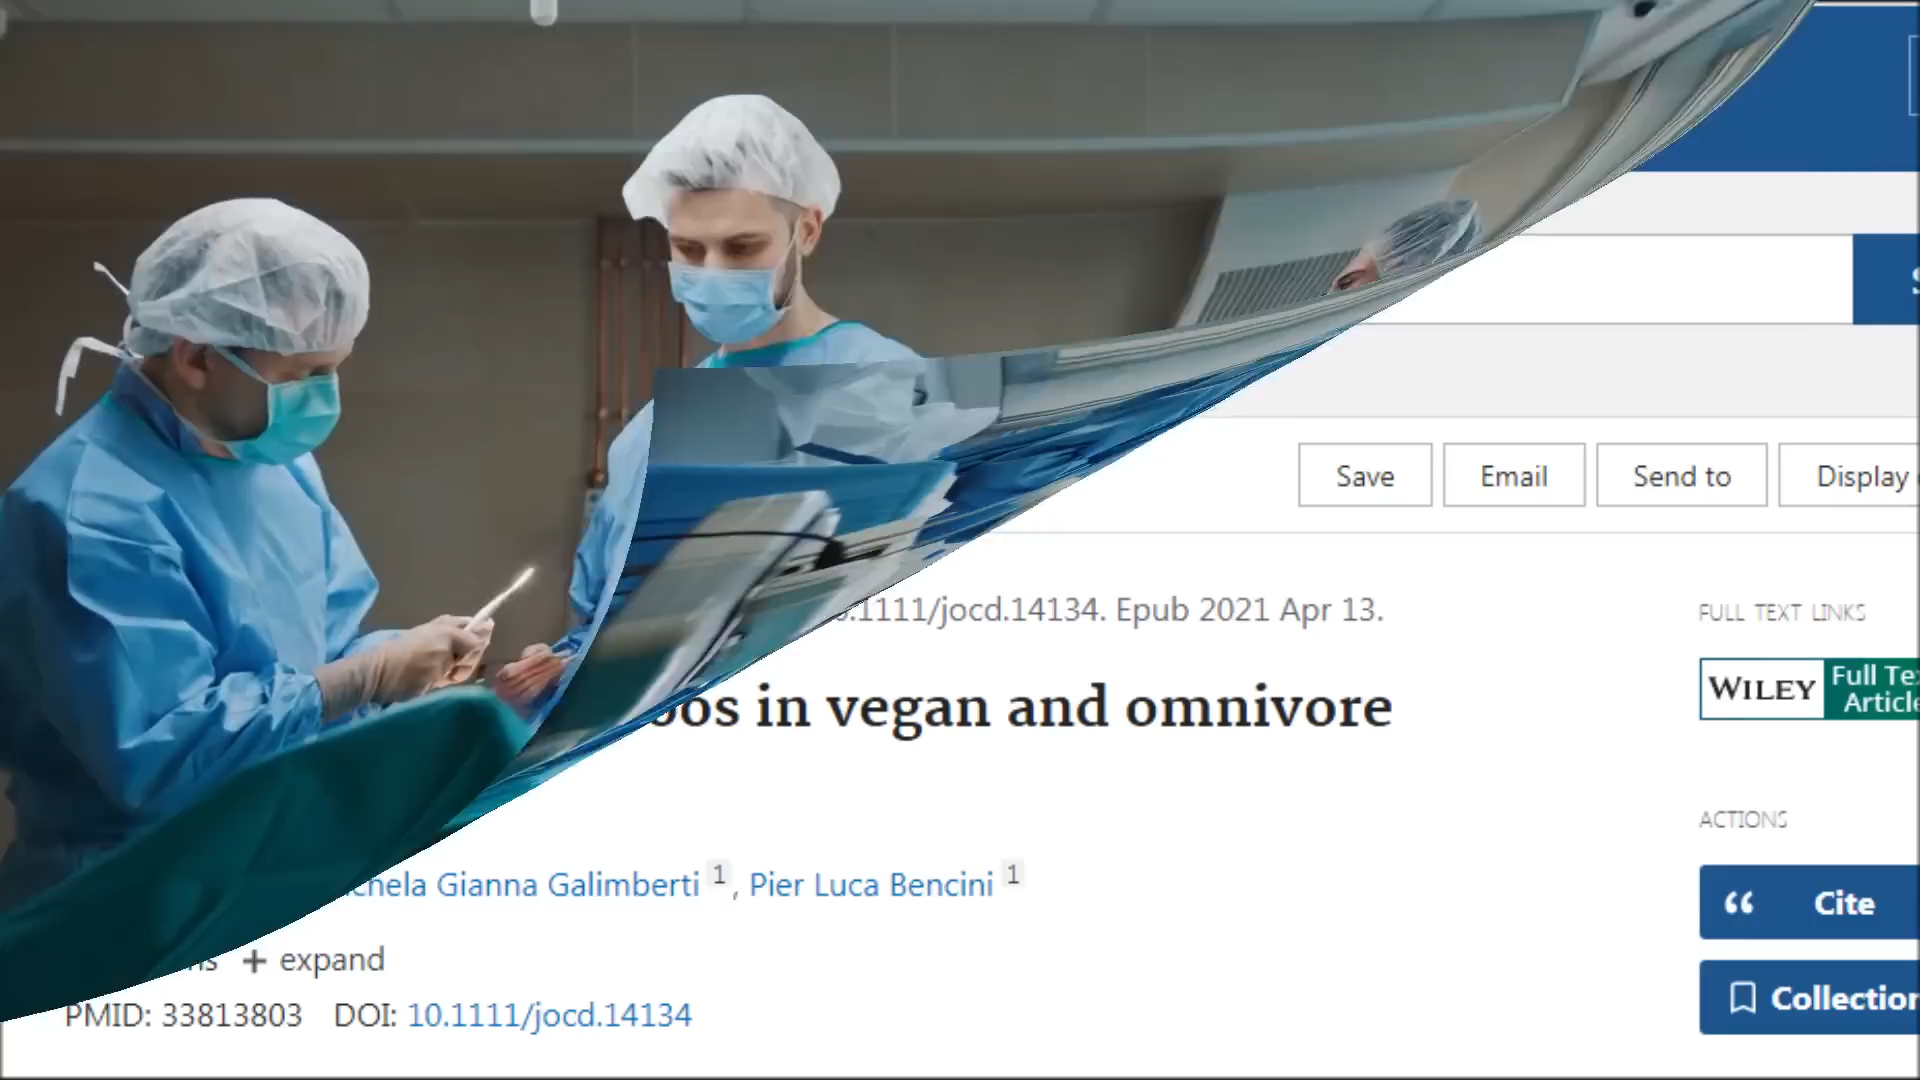 Save
Email
Send to
Display
.1111/jocd.14134. Epub 2021 Apr 13.
FULL TEXT LINKS
WILEY
Full
Article
in vegan and omnivore
ACTIONS
Gianna Galimberti 1, Pier Luca Bencini 1
Cite
+ expand
Collection
PMID: 33813803 DOI: 10.1111/jocd.14134